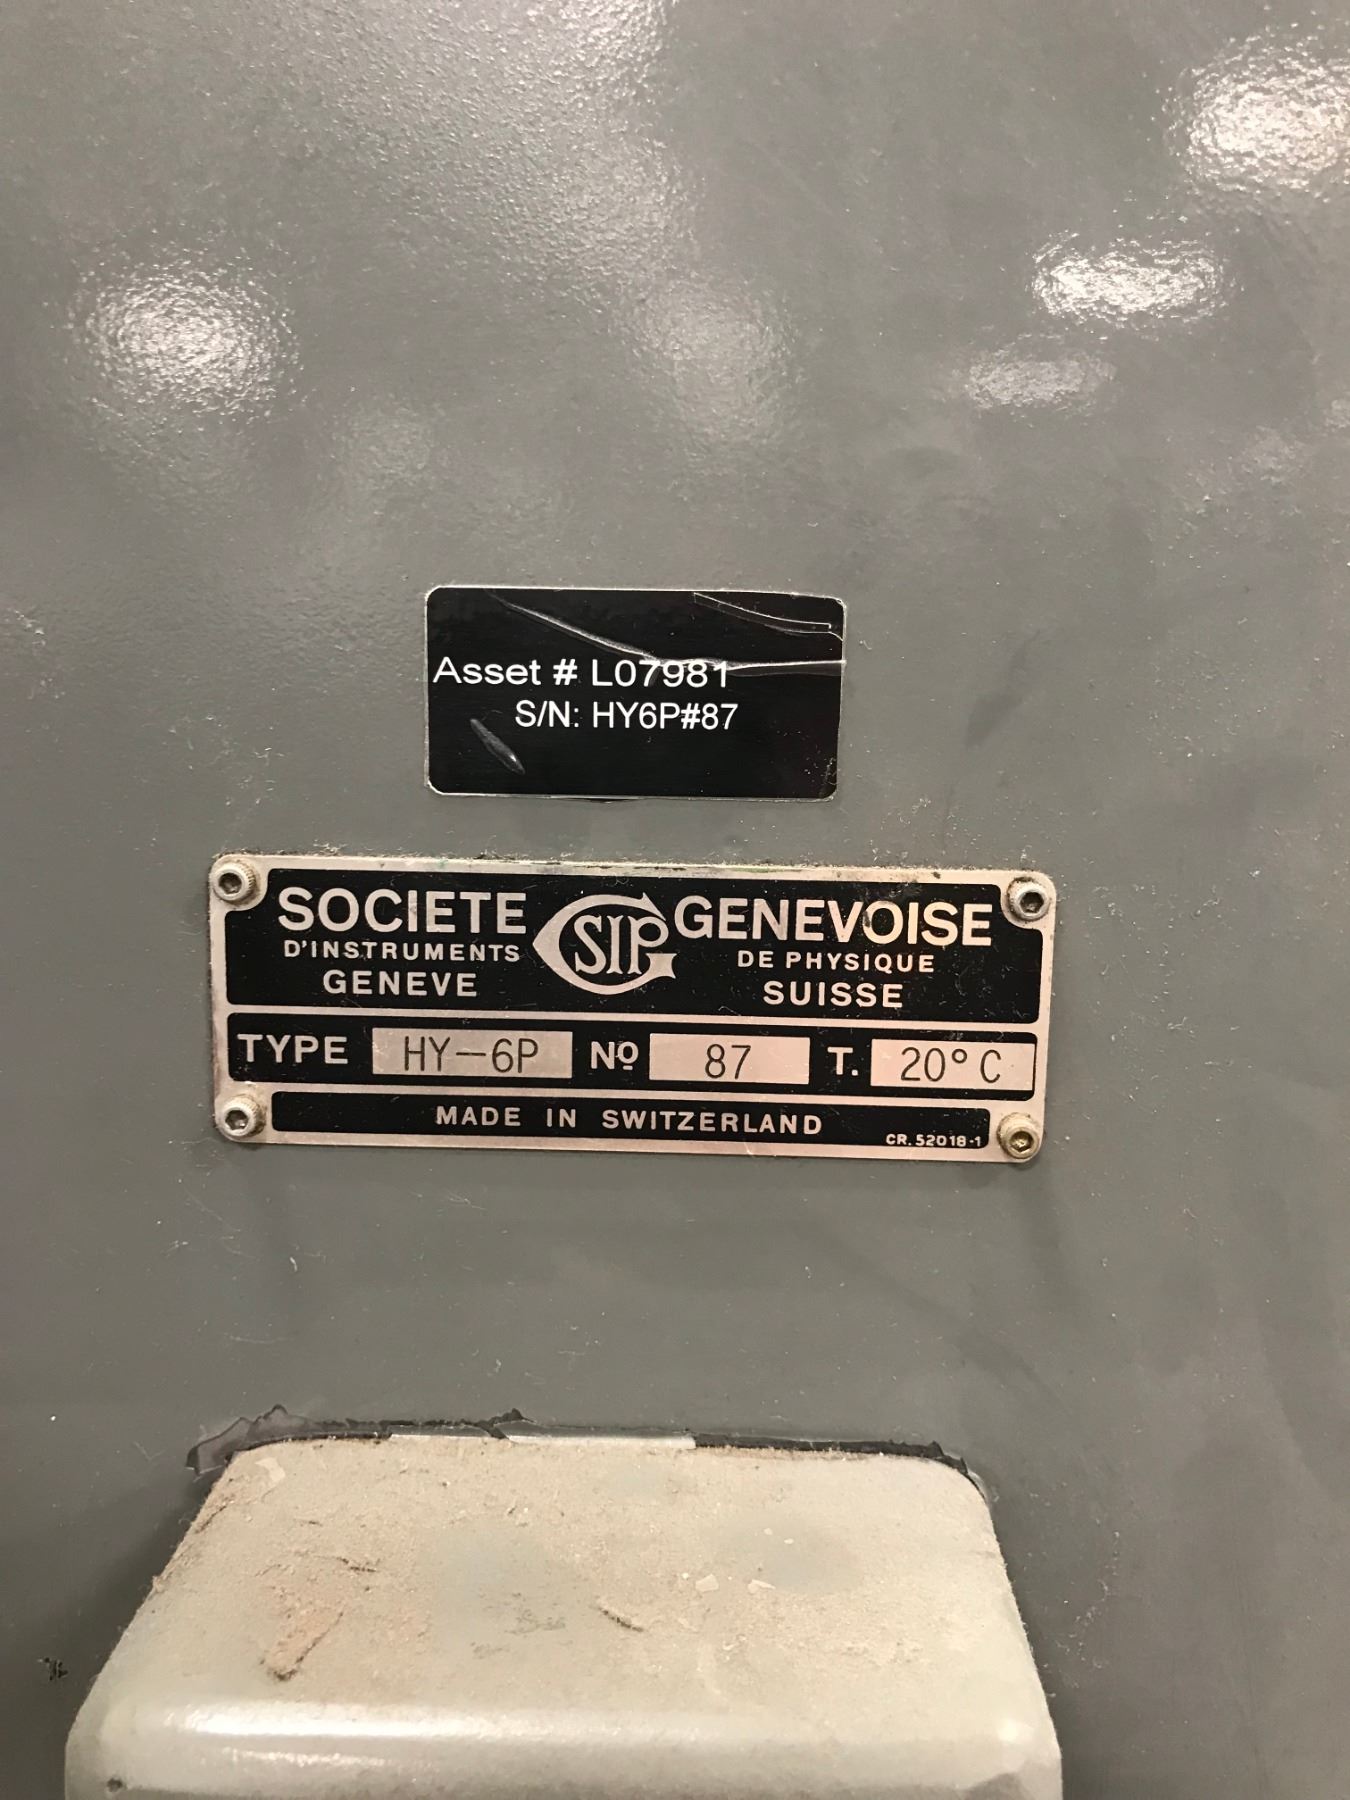 Asset # L07981
S/N: HY6P#87
SOCIETE SIP GENEVOISE
D'INSTRUMENTS DE PHYSIQUE
GENEVE SUISSE
TYPE HY-6P Nº 87 T. 20° C
MADE IN SWITZERLAND
CR. 52018-1